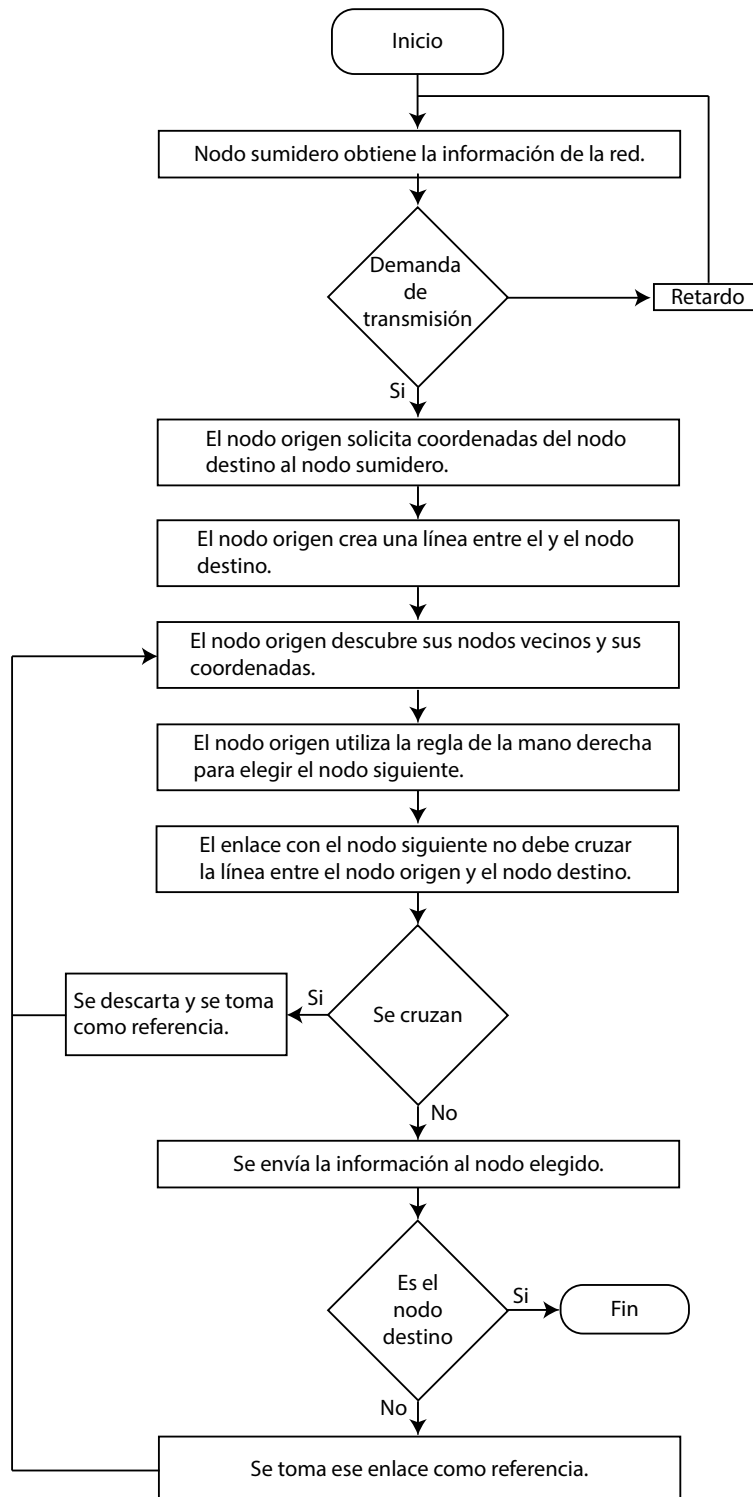 Inicio
Nodo sumidero obtiene la información de la red.
Demanda
de
transmisión
Retardo
Si
El nodo origen solicita coordenadas del nodo
destino al nodo sumidero.
El nodo origen crea una línea entre el y el nodo
destino.
El nodo origen descubre sus nodos vecinos y sus
coordenadas.
El nodo origen utiliza la regla de la mano derecha
para elegir el nodo siguiente.
El enlace con el nodo siguiente no debe cruzar
la línea entre el nodo origen y el nodo destino.
Se descarta y se toma
como referencia.
Si
Se cruzan
No
Se envía la información al nodo elegido.
Es el
nodo
destino
Si
Fin
No
Se toma ese enlace como referencia.